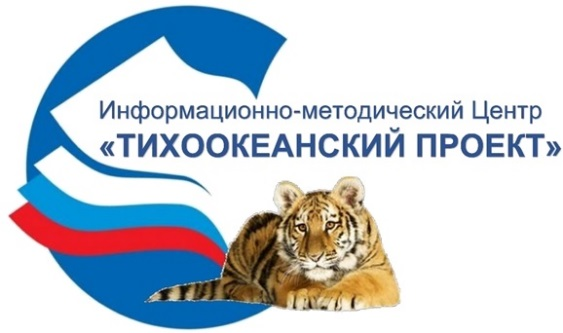 Информационно-методический Центр
«ТИХООКЕАНСКИЙ ПРОЕКТ»